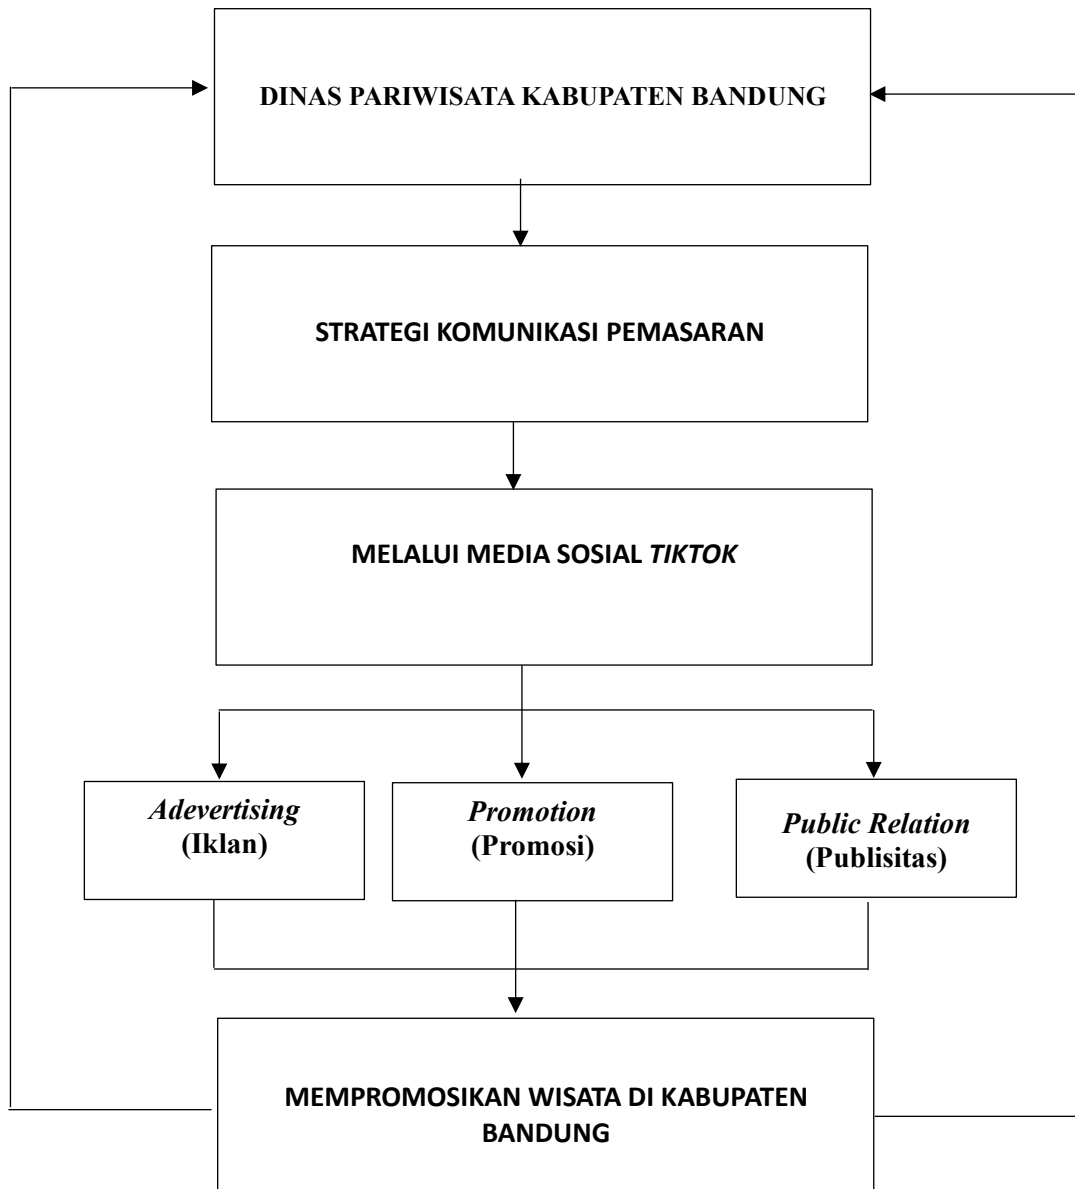 DINAS PARIWISATA KABUPATEN BANDUNG
STRATEGI KOMUNIKASI PEMASARAN
MELALUI MEDIA SOSIAL TIKTOK
Adevertising
(Iklan)
Promotion
(Promosi)
Public Relation
(Publisitas)
MEMPROMOSIKAN WISATA DI KABUPATEN
BANDUNG